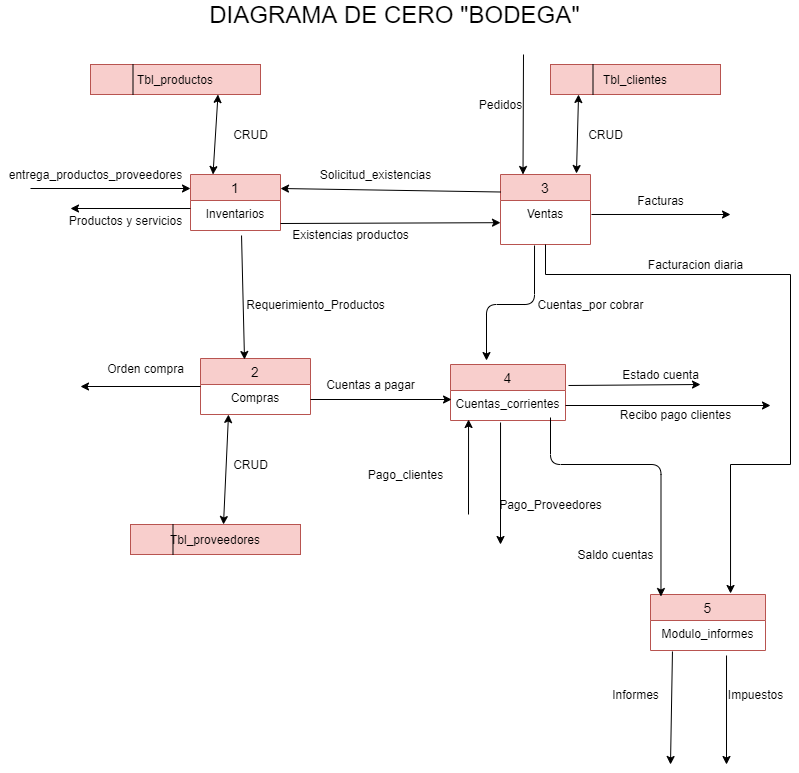 DIAGRAMA DE CERO "BODEGA"
Tbl_productos
Tbl_clientes
Pedidos
CRUD
CRUD
entrega_productos_proveedores
Solicitud_existencias
1
3
Inventarios
Ventas
Facturas
Productos y servicios
Existencias productos
Facturacion diaria
Requerimiento_Productos
Cuentas_por cobrar
Orden compra
2
Compras
Cuentas a pagar
4
Cuentas_corrientes
Estado cuenta
Recibo pago clientes
CRUD
Pago_clientes
Pago_Proveedores
Tbl_proveedores
Saldo cuentas
5
Modulo_informes
Informes
Impuestos